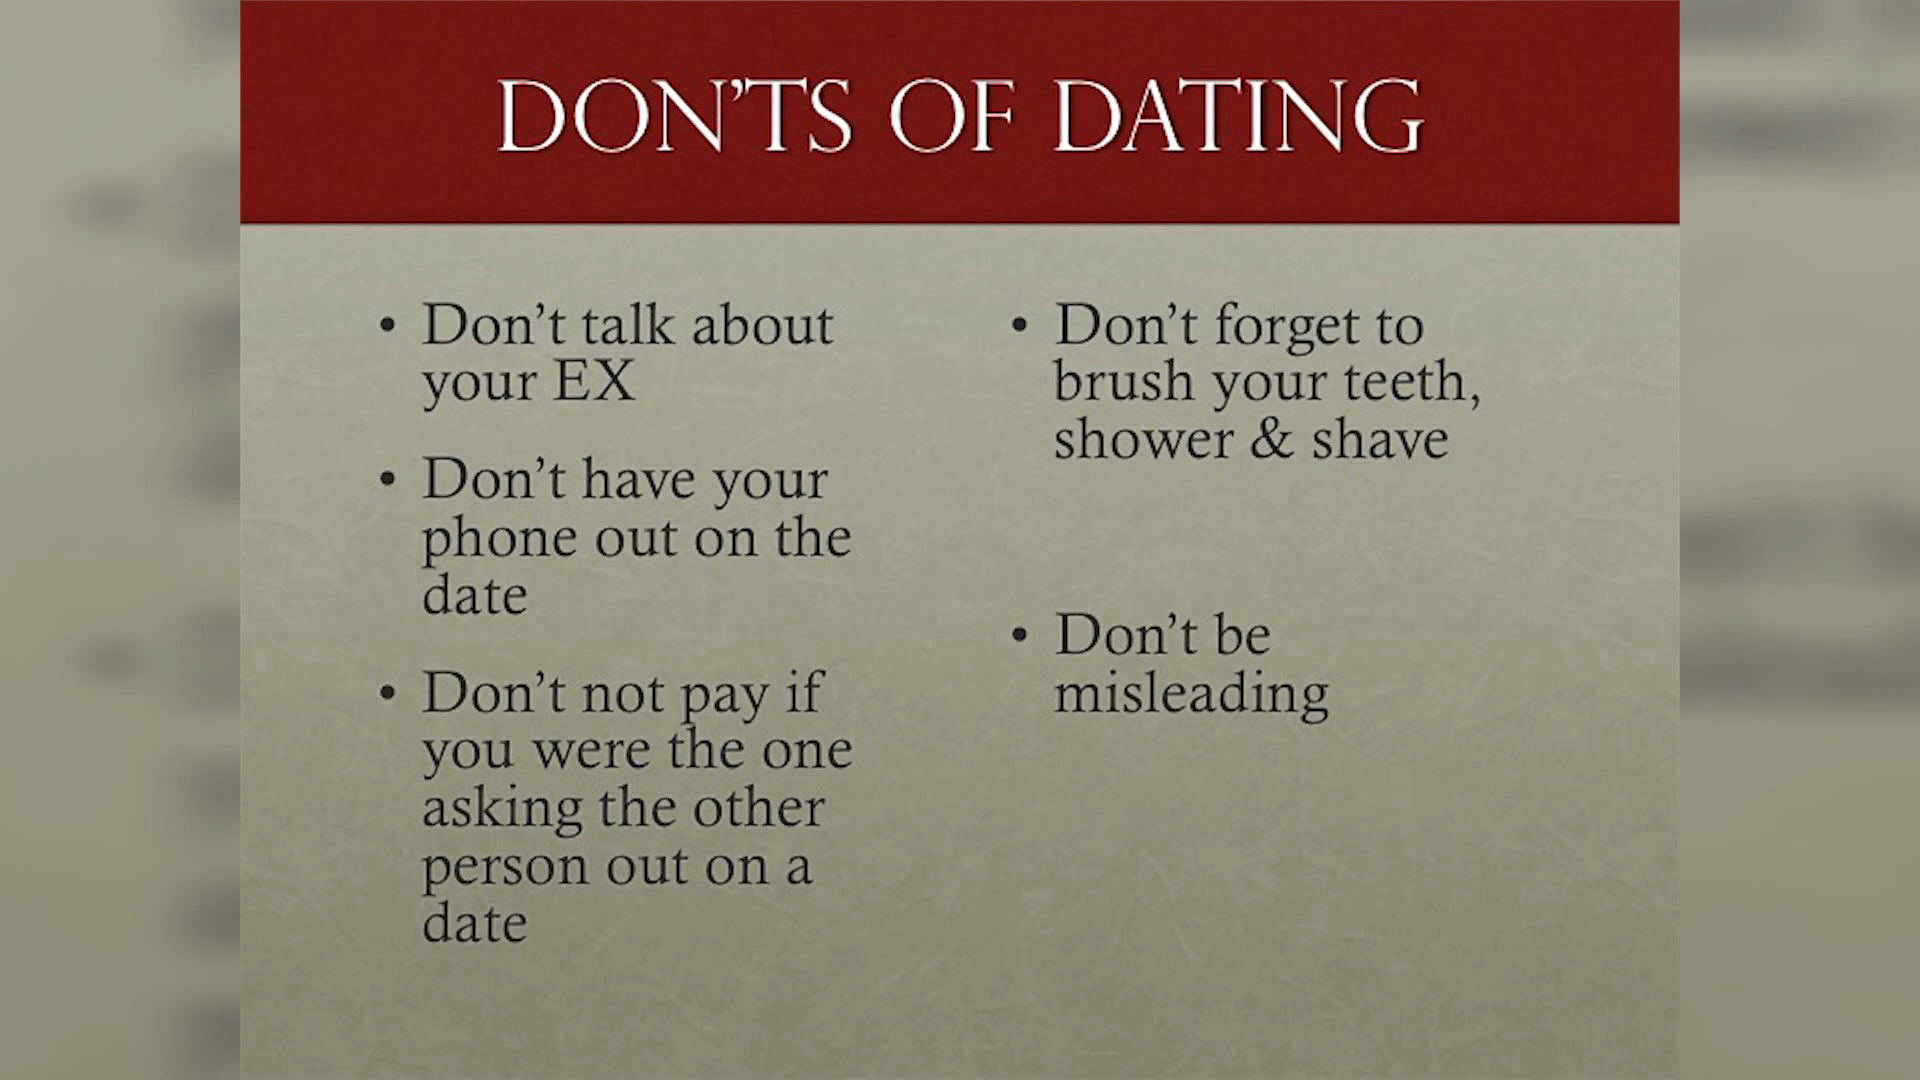 DON'TS OF DATING
• Don't talk about
your EX
• Don't have your
phone out on the
date
• Don't not pay if
you were the one
asking the other
person out on a
date
• Don't forget to
brush your teeth,
shower & shave
• Don't be
misleading